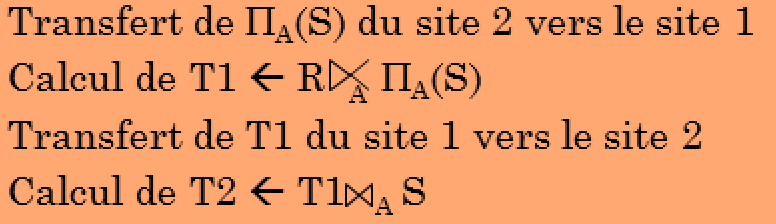 Transfert de Π_A(S) du site 2 vers le site 1
Calcul de T1 ← R⋉_A Π_A(S)
Transfert de T1 du site 1 vers le site 2
Calcul de T2 ← T1⋈_A S